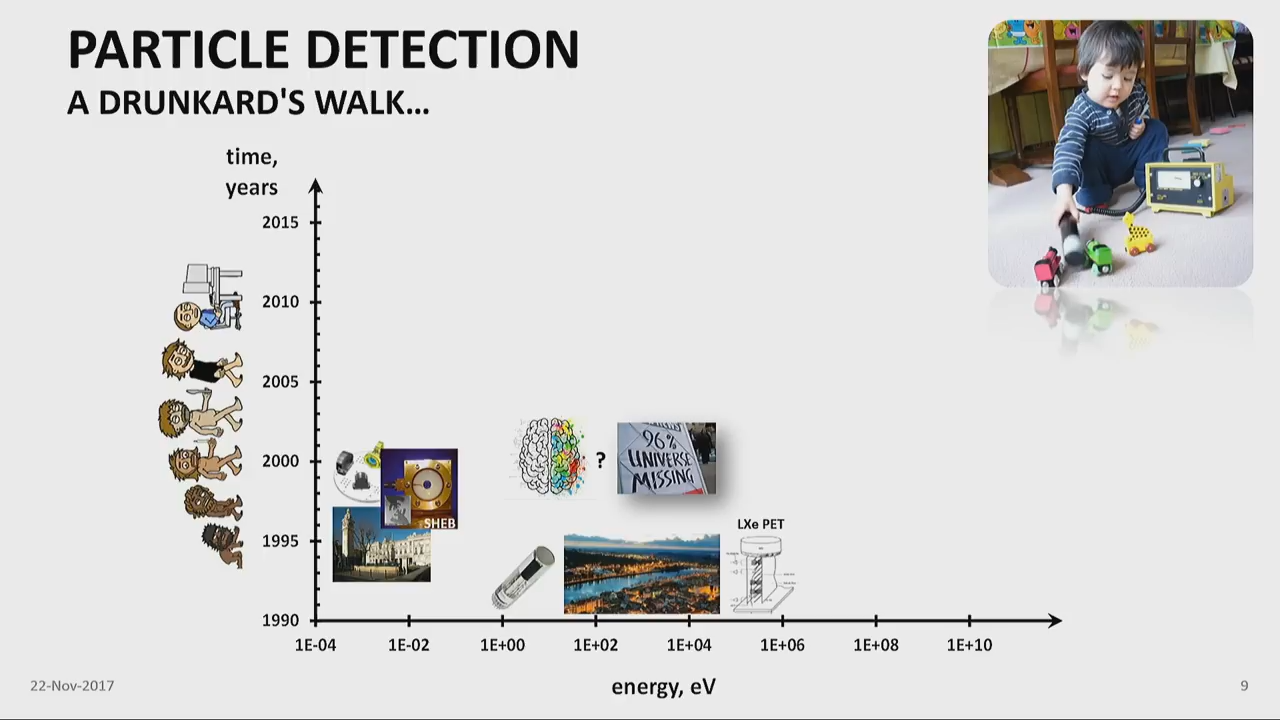 PARTICLE DETECTION
A DRUNKARD'S WALK...
time,
years
2015
2010
2005
2000
1995
1990
SHEB
?
96%
UNIVERSE
MISSING
LXe PET
1E-04
1E-02
1E+00
1E+02
1E+04
1E+06
1E+08
1E+10
energy, eV
22-Nov-2017
9